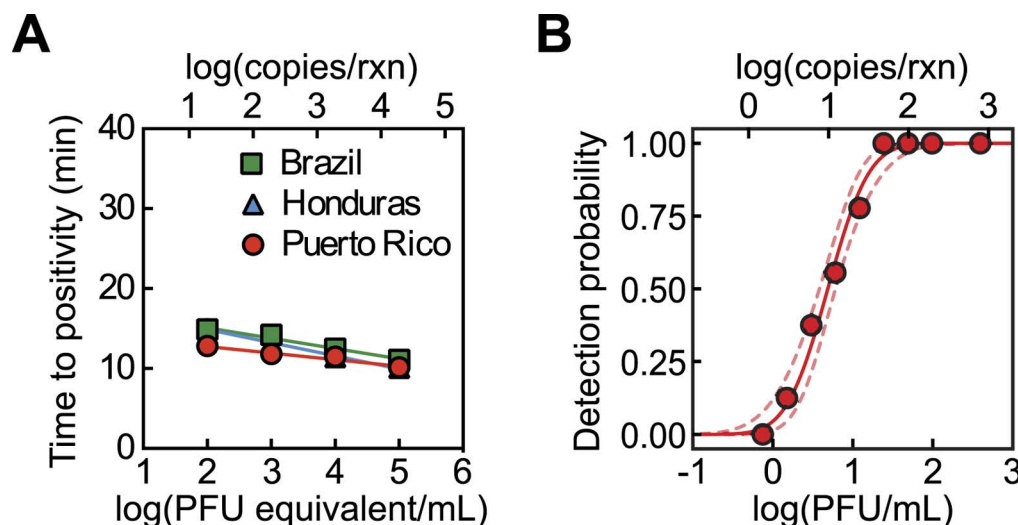 A
log(copies/rxn)
1 2 3 4 5
Time to positivity (min)
40
30
20
10
0
Brazil
Honduras
Puerto Rico
1 2 3 4 5 6
log(PFU equivalent/mL)
B
log(copies/rxn)
0 1 2 3
Detection probability
1.00
0.75
0.50
0.25
0.00
-1 0 1 2 3
log(PFU/mL)